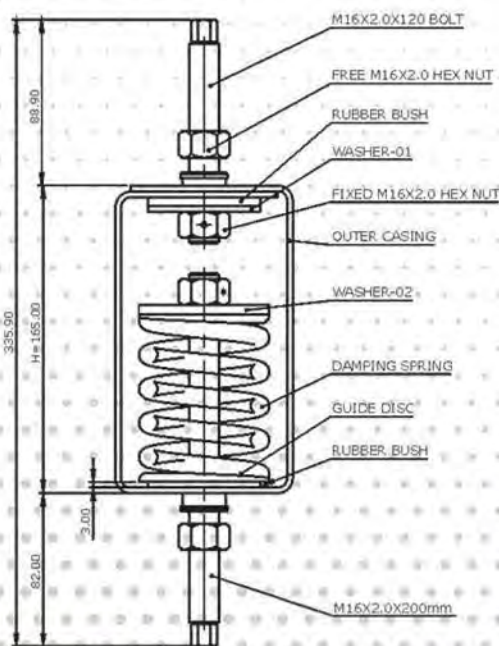 M16X2.0X120 BOLT
FREE M16X2.0 HEX NUT
RUBBER BUSH
WASHER-01
FIXED M16X2.0 HEX NUT
OUTER CASING
WASHER-02
DAMPING SPRING
GUIDE DISC
RUBBER BUSH
M16X2.0X200mm
88.90
335.90
H=165.00
3.00
82.00